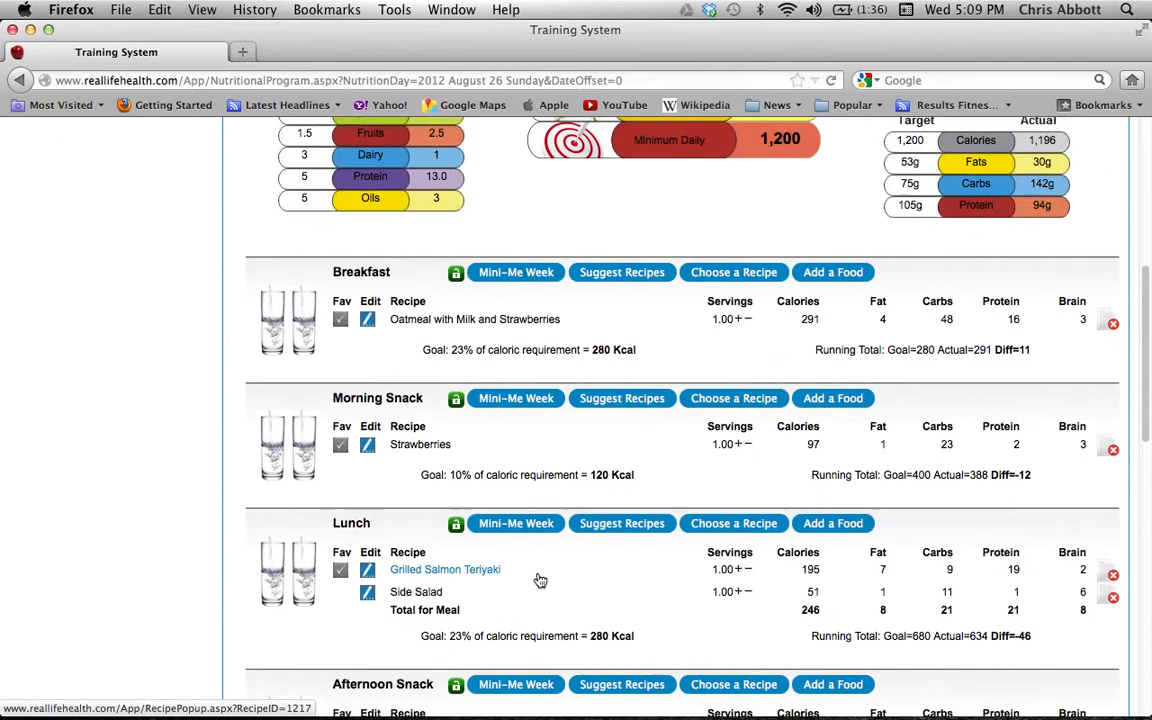 Firefox File Edit View History Bookmarks Tools Window Help (1:36) Wed 5:09 PM Chris Abbott
Training System
Training System
www.reallifehealth.com/App/NutritionalProgram.aspx?NutritionDay=2012 August 26 Sunday&DateOffset=0 Google
Most Visited Getting Started Latest Headlines Yahoo! Google Maps Apple YouTube Wikipedia News Popular Results Fitnes... Bookmarks
Target Actual
1.5 Fruits 2.5
Minimum Daily 1,200
1,200 Calories 1,196
3 Dairy 1
53g Fats 30g
5 Protein 13.0
75g Carbs 142g
5 Oils 3
105g Protein 94g
Breakfast Mini-Me Week Suggest Recipes Choose a Recipe Add a Food
Fav Edit Recipe Servings Calories Fat Carbs Protein Brain
Oatmeal with Milk and Strawberries 1.00+− 291 4 48 16 3
Goal: 23% of caloric requirement = 280 Kcal Running Total: Goal=280 Actual=291 Diff=11
Morning Snack Mini-Me Week Suggest Recipes Choose a Recipe Add a Food
Fav Edit Recipe Servings Calories Fat Carbs Protein Brain
Strawberries 1.00+− 97 1 23 2 3
Goal: 10% of caloric requirement = 120 Kcal Running Total: Goal=400 Actual=388 Diff=-12
Lunch Mini-Me Week Suggest Recipes Choose a Recipe Add a Food
Fav Edit Recipe Servings Calories Fat Carbs Protein Brain
Grilled Salmon Teriyaki 1.00+− 195 7 9 19 2
Side Salad 1.00+− 51 1 11 1 6
Total for Meal 246 8 21 21 8
Goal: 23% of caloric requirement = 280 Kcal Running Total: Goal=680 Actual=634 Diff=-46
Afternoon Snack Mini-Me Week Suggest Recipes Choose a Recipe Add a Food
www.reallifehealth.com/App/RecipePopup.aspx?RecipeID=1217
Fav Edit Recipe Servings Calories Fat Carbs Protein Brain